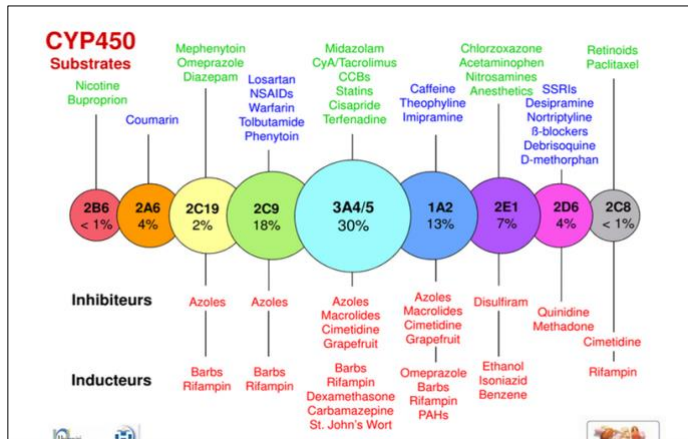 CYP450
Substrates
Nicotine
Buproprion
Coumarin
Mephenytoin
Omeprazole
Diazepam
Losartan
NSAIDs
Warfarin
Tolbutamide
Phenytoin
Midazolam
CyA/Tacrolimus
CCBs
Statins
Cisapride
Terfenadine
Caffeine
Theophyline
Imipramine
Chlorzoxazone
Acetaminophen
Nitrosamines
Anesthetics
SSRIs
Desipramine
Nortriptyline
ß-blockers
Debrisoquine
D-methorphan
Retinoids
Paclitaxel
2B6
< 1%
2A6
4%
2C19
2%
2C9
18%
3A4/5
30%
1A2
13%
2E1
7%
2D6
4%
2C8
< 1%
Inhibiteurs
Azoles
Azoles
Azoles
Macrolides
Cimetidine
Grapefruit
Azoles
Macrolides
Cimetidine
Grapefruit
Disulfiram
Quinidine
Methadone
Cimetidine
Inducteurs
Barbs
Rifampin
Barbs
Rifampin
Barbs
Rifampin
Dexamethasone
Carbamazepine
St. John's Wort
Omeprazole
Barbs
Rifampin
PAHs
Ethanol
Isoniazid
Benzene
Rifampin